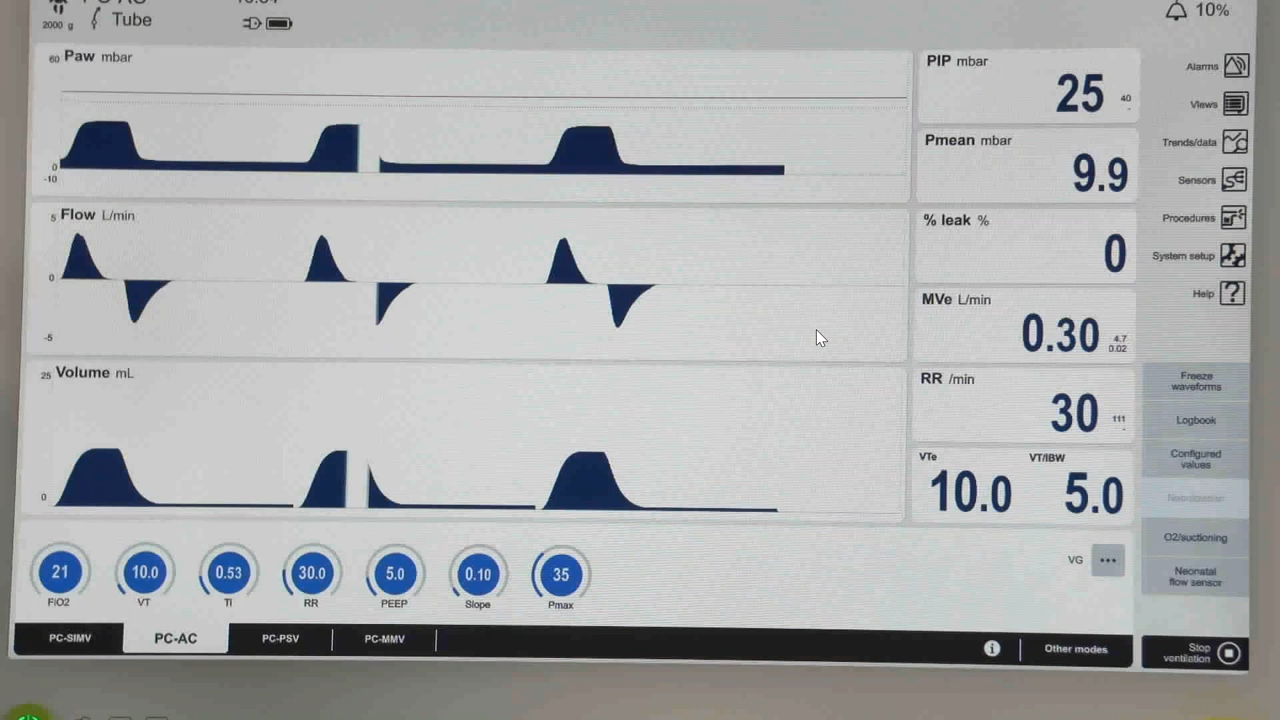 2000 g
Tube
10%
60 Paw mbar
0
-10
5 Flow L/min
0
-5
25 Volume mL
0
PIP mbar
25
40
-
Pmean mbar
9.9
% leak %
0
MVe L/min
0.30
4.7
0.02
RR /min
30
111
-
VTe
VT/IBW
10.0
5.0
Alarms
Views
Trends/data
Sensors
Procedures
System setup
Help
?
Freeze
waveforms
Logbook
Configured
values
O2/suctioning
Neonatal
flow sensor
21
10.0
0.53
30.0
5.0
0.10
35
FiO2
VT
TI
RR
PEEP
Slope
Pmax
VG
...
PC-SIMV
PC-AC
PC-PSV
PC-MMV
i
Other modes
Stop
ventilation